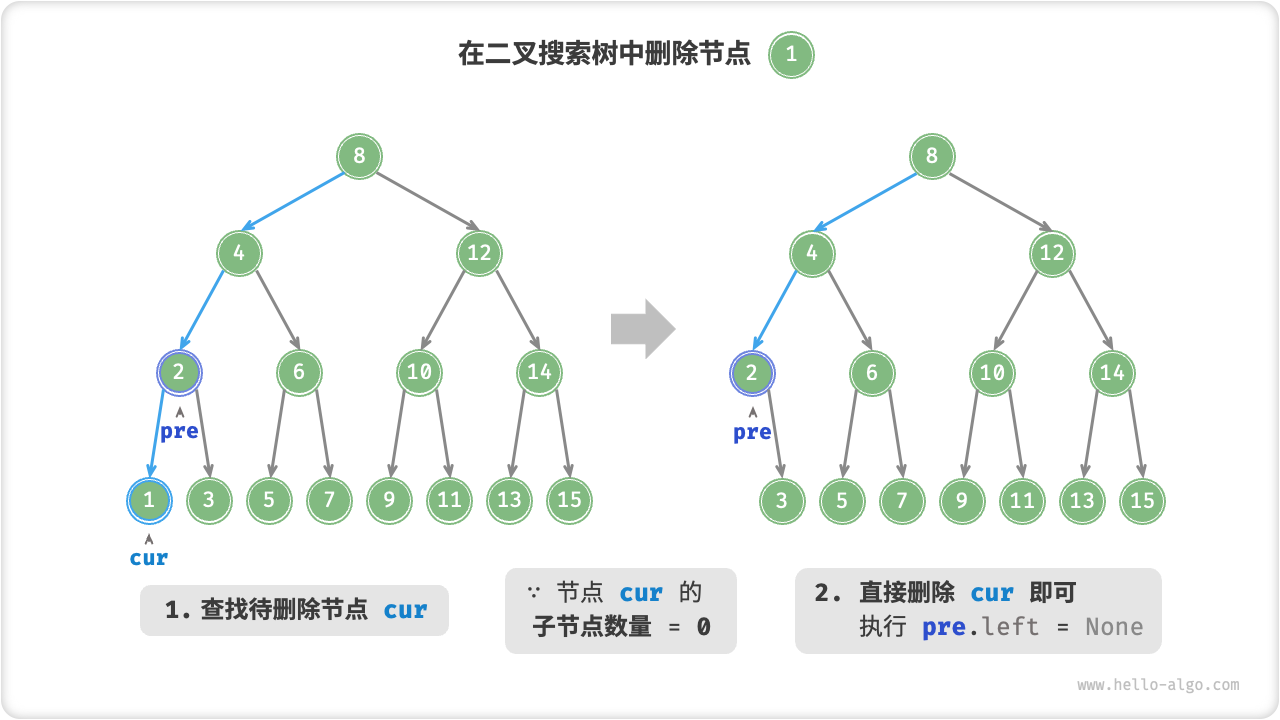 在二叉搜索树中删除节点 1
8
4 12
2 6 10 14
pre
1 3 5 7 9 11 13 15
cur
8
4 12
2 6 10 14
pre
3 5 7 9 11 13 15
1. 查找待删除节点 cur
∵ 节点 cur 的
子节点数量 = 0
2. 直接删除 cur 即可
执行 pre.left = None
www.hello-algo.com